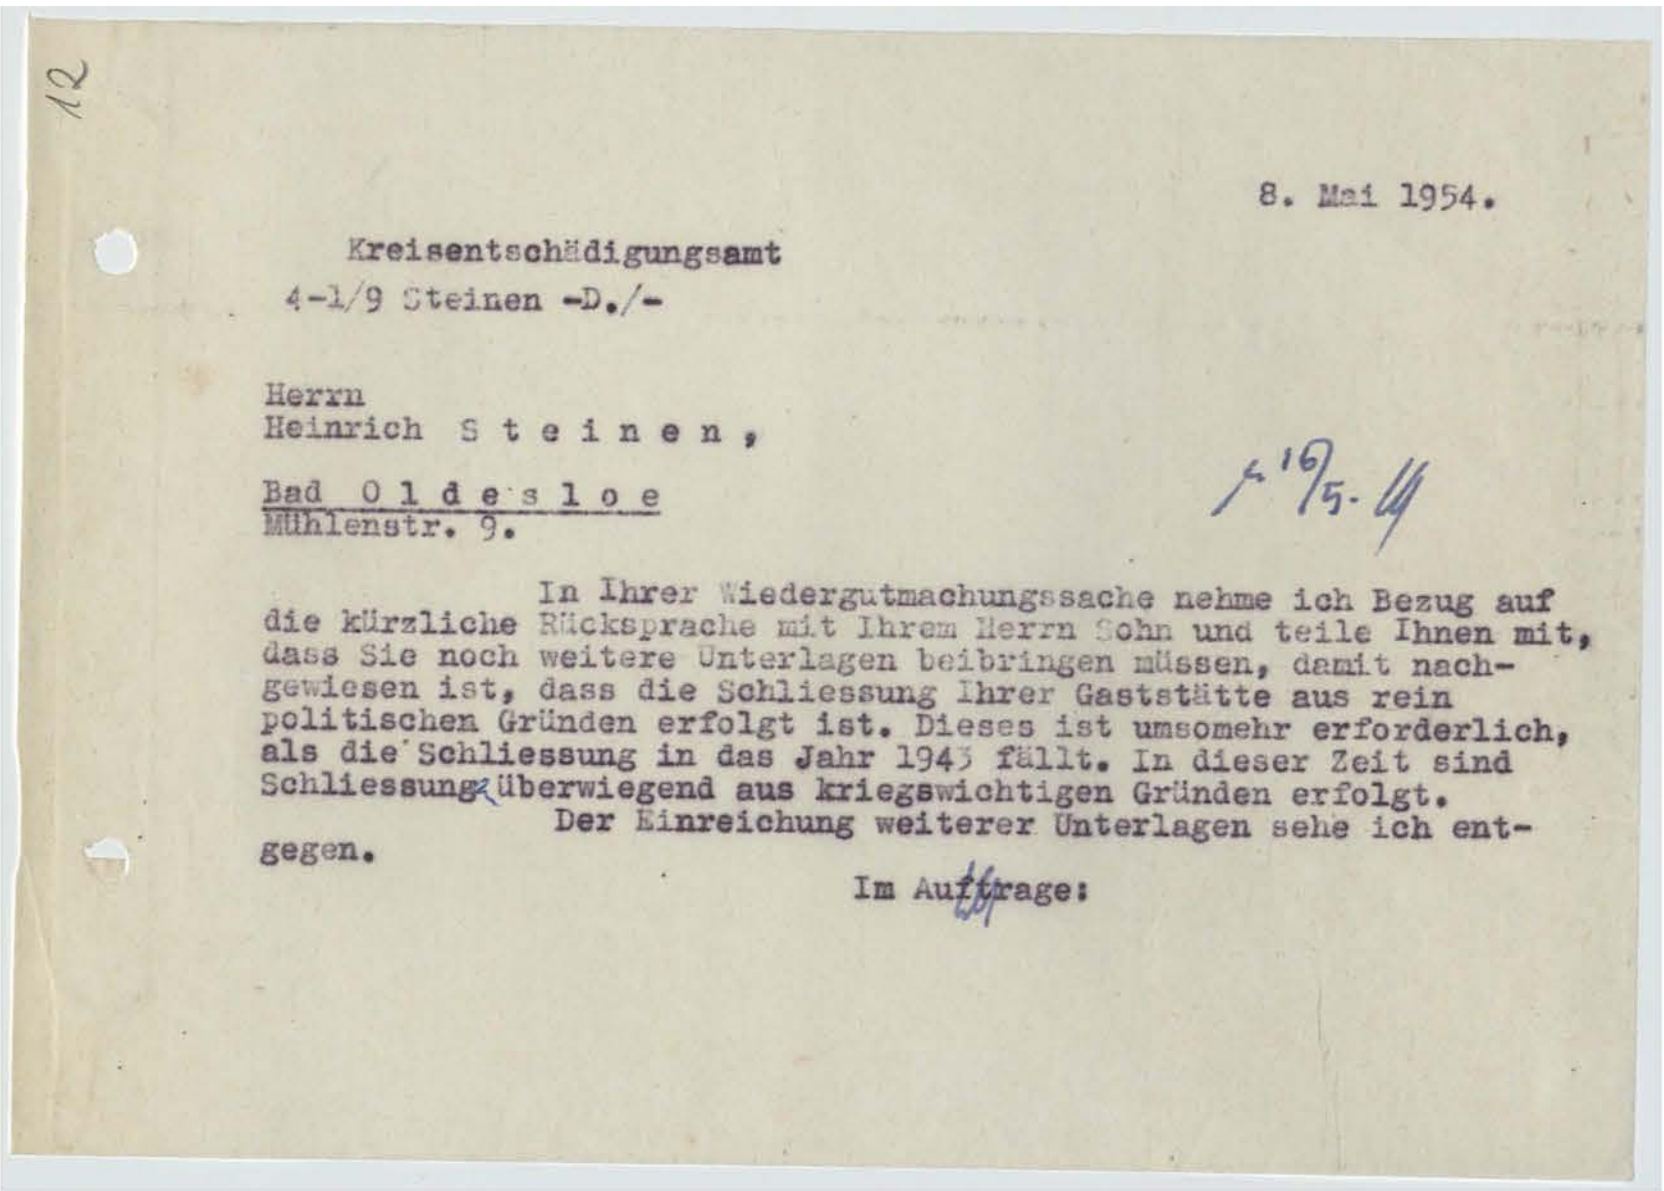 12
8. Mai 1954.
Kreisentschädigungsamt
4-1/9 Steinen -D./-
Herrn
Heinrich S t e i n e n ,
Bad O l d e s l o e
Mühlenstr. 9.
16/5.
In Ihrer Wiedergutmachungssache nehme ich Bezug auf
die kürzliche Rücksprache mit Ihrem Herrn Sohn und teile Ihnen mit,
dass Sie noch weitere Unterlagen beibringen müssen, damit nach-
gewiesen ist, dass die Schliessung Ihrer Gaststätte aus rein
politischen Gründen erfolgt ist. Dieses ist umsomehr erforderlich,
als die Schliessung in das Jahr 1943 fällt. In dieser Zeit sind
Schliessung überwiegend aus kriegswichtigen Gründen erfolgt.
Der Einreichung weiterer Unterlagen sehe ich ent-
gegen.
Im Auftrage: